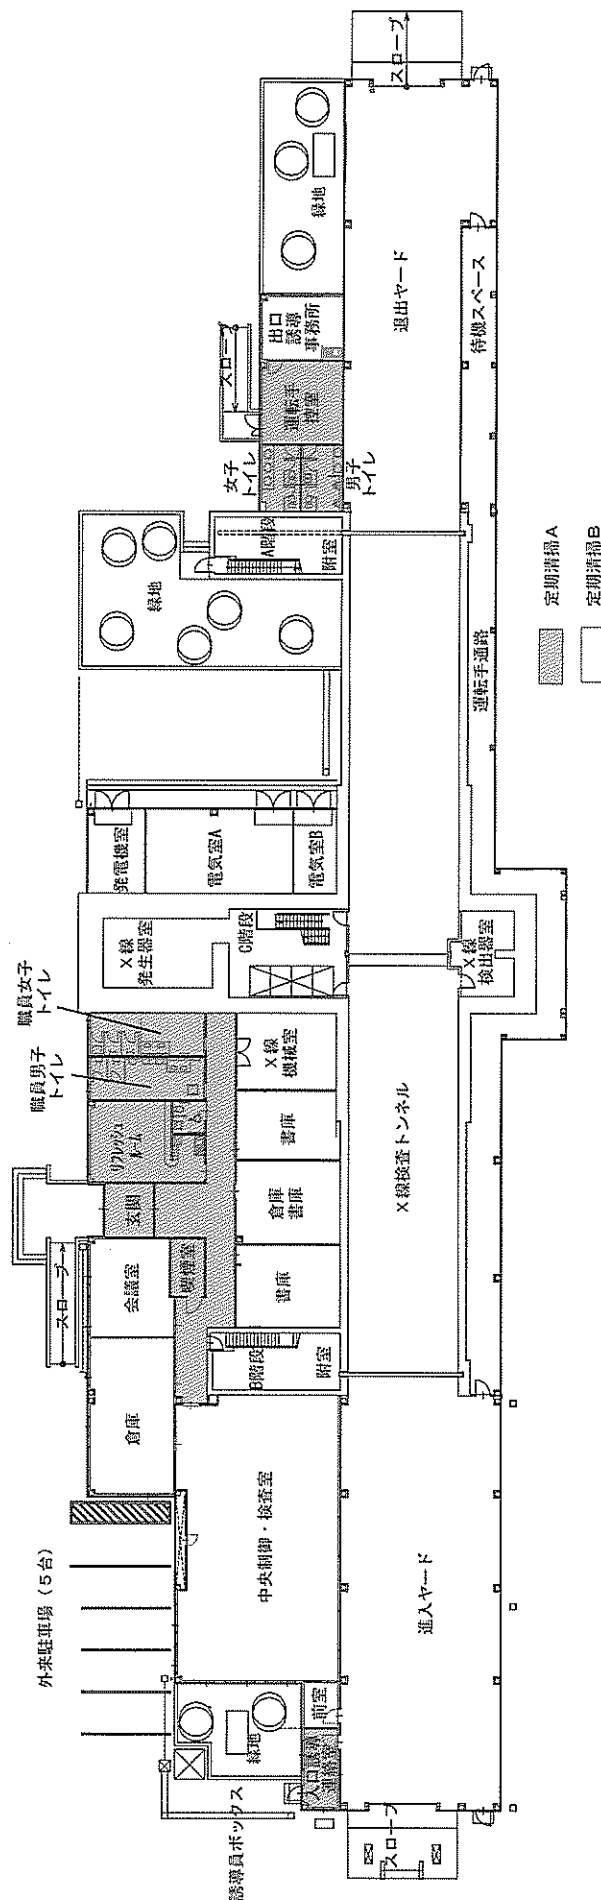 外来駐車場(5台)
スロープ
職員男子
トイレ
職員女子
トイレ
女子
トイレ
スロープ
誘導員ボックス
緑地
倉庫
会議室
玄関
リフレッシュ
ルーム
喫煙室
X線
発生器室
発電機室
電気室A
電気室B
緑地
出口
誘導
事務所
緑地
運転手
控室
男子
トイレ
入口誘導
連絡室
前室
中央制御・検査室
B階段
附室
書庫
倉庫
書庫
書庫
X線
機械室
C階段
A階段
附室
スロープ
進入ヤード
X線検査トンネル
X線
検出器室
運転手通路
待機スペース
退出ヤード
スロープ
定期清掃A
定期清掃B